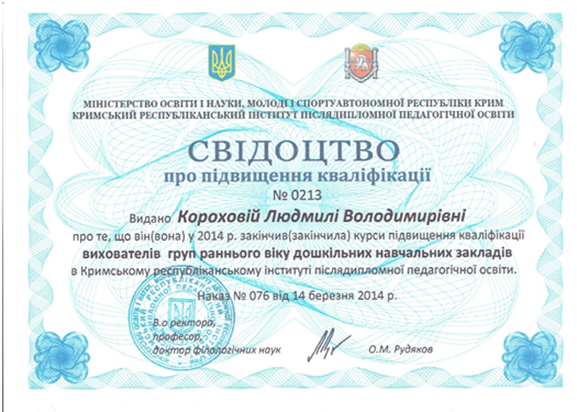 МІНІСТЕРСТВО ОСВІТИ І НАУКИ, МОЛОДІ І СПОРТУАВТОНОМНОЇ РЕСПУБЛІКИ КРИМ
КРИМСЬКИЙ РЕСПУБЛІКАНСЬКИЙ ІНСТИТУТ ПІСЛЯДИПЛОМНОЇ ПЕДАГОГІЧНОЇ ОСВІТИ
СВІДОЦТВО
про підвищення кваліфікації
№ 0213
Видано Короховій Людмилі Володимирівні
про те, що він(вона) у 2014 р. закінчив(закінчила) курси підвищення кваліфікації
вихователів груп раннього віку дошкільних навчальних закладів
в Кримському республіканському інституті післядипломної педагогічної освіти.
Наказ № 076 від 14 березня 2014 р.
В.о ректора,
професор,
доктор філологічних наук
О.М. Рудяков